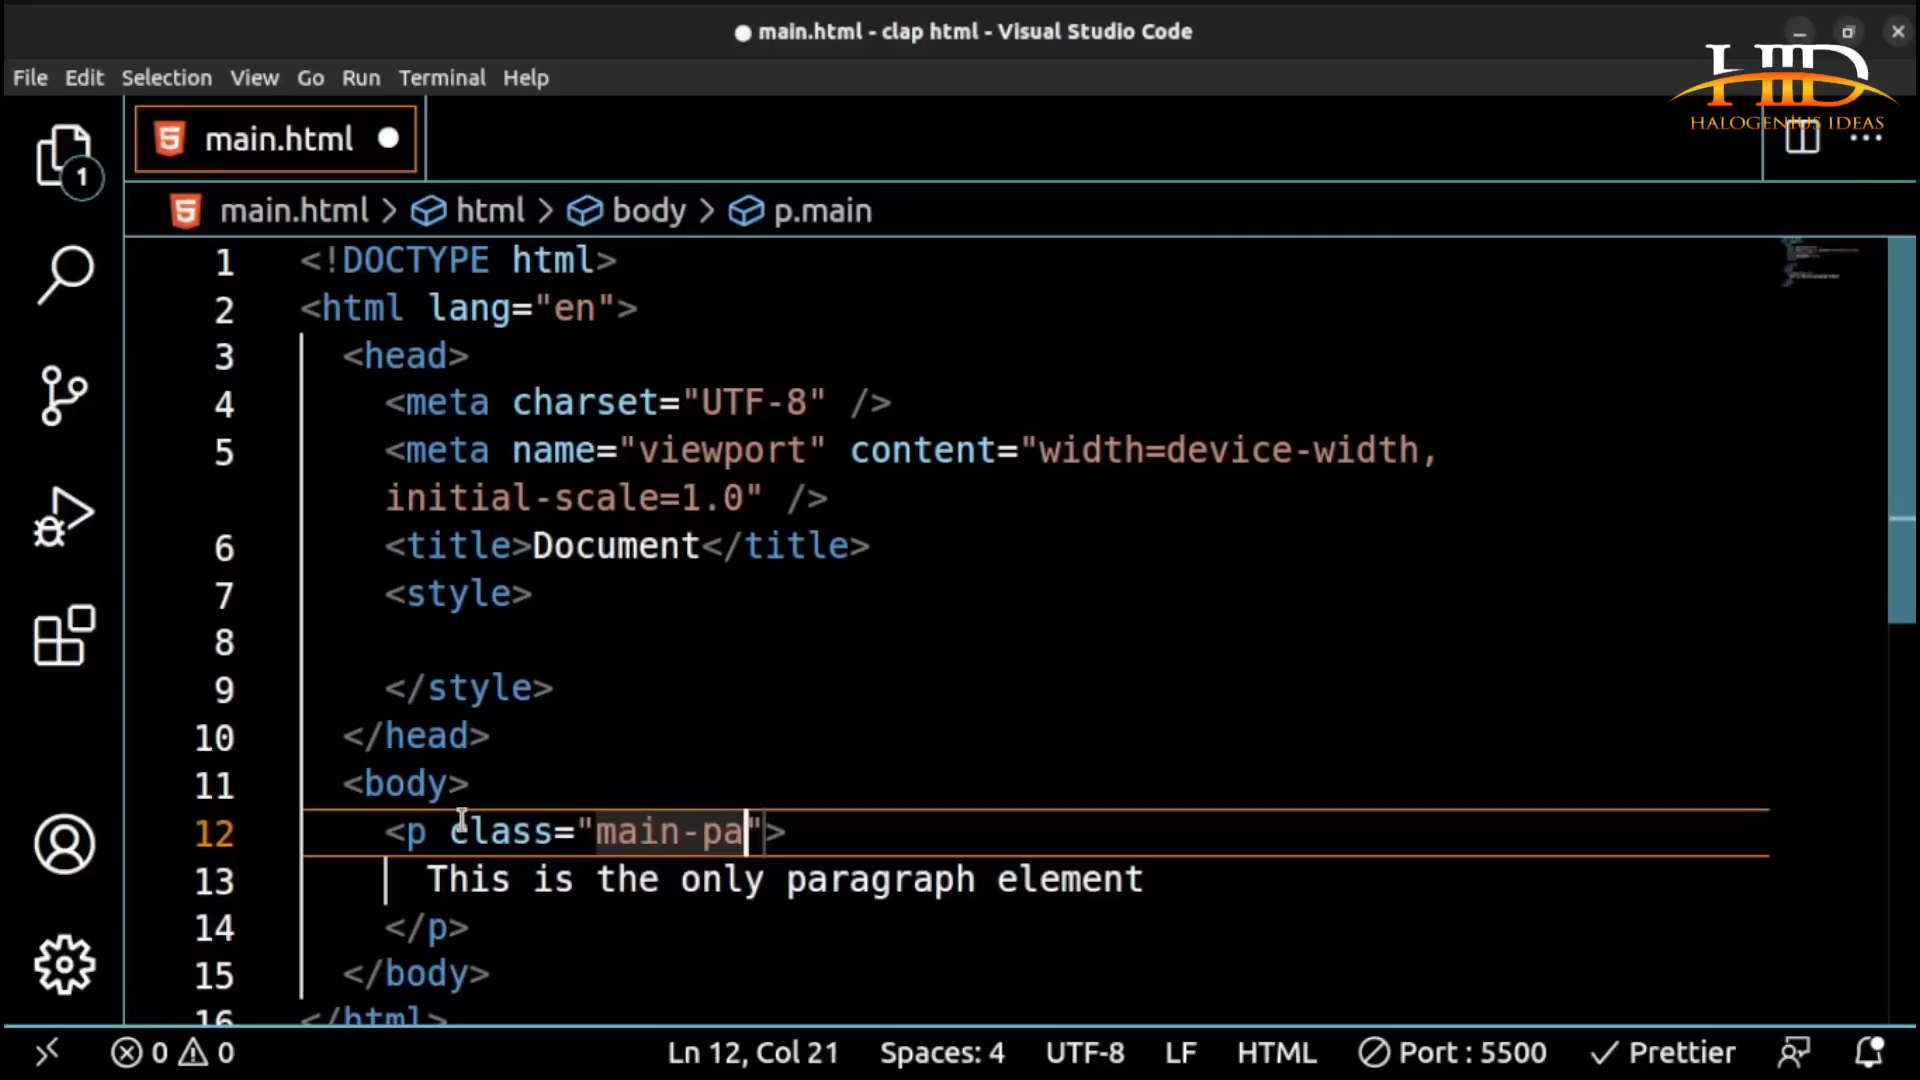 main.html - clap html - Visual Studio Code
File Edit Selection View Go Run Terminal Help
HID
HALOGENIUS IDEAS
main.html
1
main.html > html > body > p.main
1 <!DOCTYPE html>
2 <html lang="en">
3 <head>
4 <meta charset="UTF-8" />
5 <meta name="viewport" content="width=device-width,
initial-scale=1.0" />
6 <title>Document</title>
7 <style>
8
9 </style>
10 </head>
11 <body>
12 <p class="main-pa">
13 This is the only paragraph element
14 </p>
15 </body>
16 </html>
0 0 Ln 12, Col 21 Spaces: 4 UTF-8 LF HTML Port : 5500 Prettier